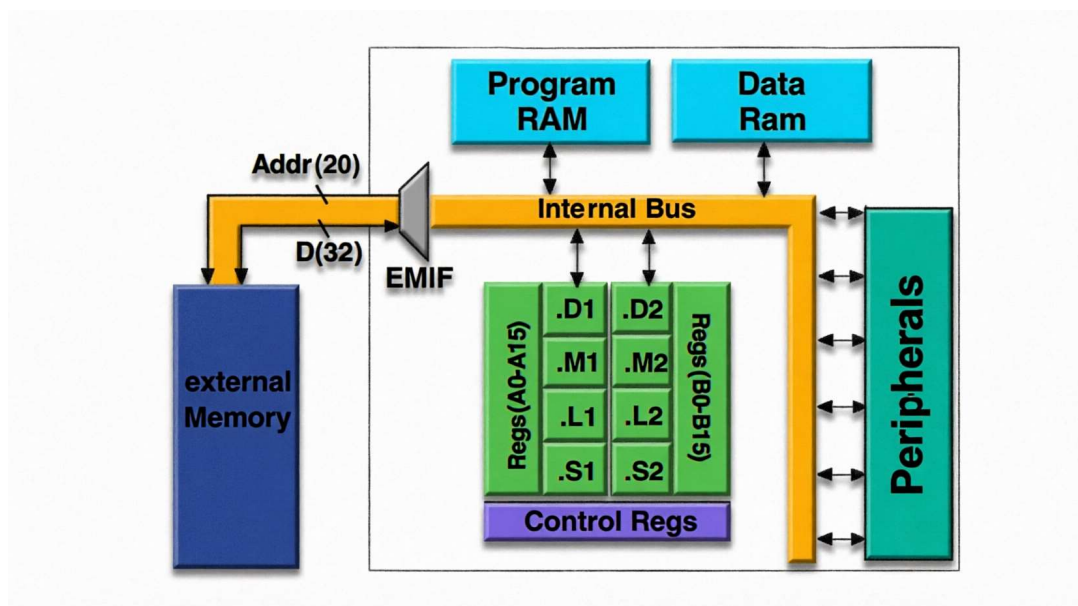 Program
RAM
Data
Ram
Addr(20)
Internal Bus
D(32)
EMIF
external
Memory
Regs(A0-A15)
.D1
.D2
.M1
.M2
.L1
.L2
.S1
.S2
Regs(B0-B15)
Control Regs
Peripherals